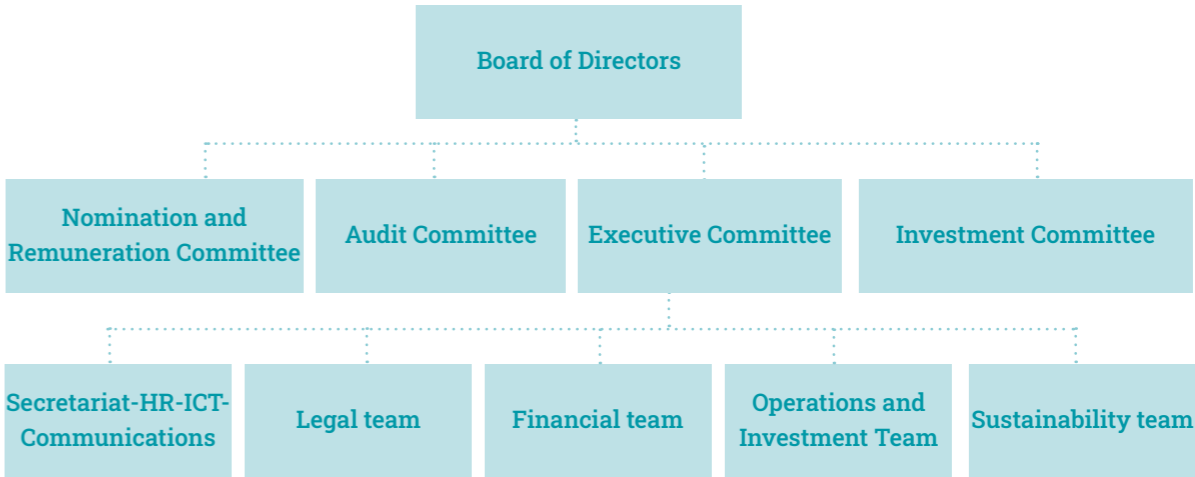 Board of Directors
Nomination and
Remuneration Committee
Audit Committee
Executive Committee
Investment Committee
Secretariat-HR-ICT-
Communications
Legal team
Financial team
Operations and
Investment Team
Sustainability team